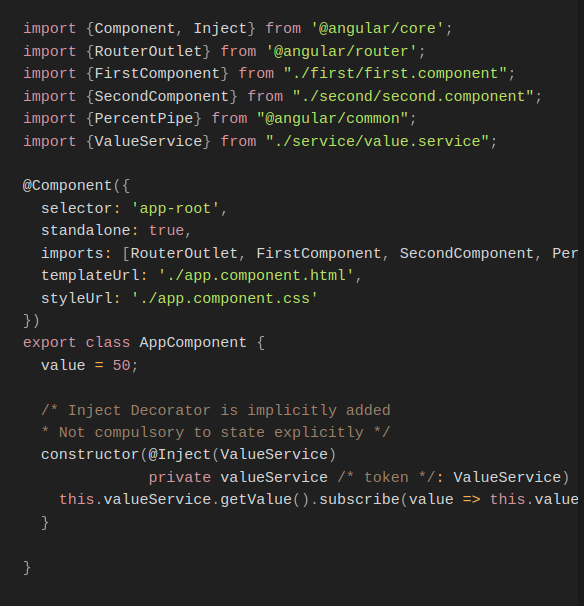 import {Component, Inject} from '@angular/core';
import {RouterOutlet} from '@angular/router';
import {FirstComponent} from "./first/first.component";
import {SecondComponent} from "./second/second.component";
import {PercentPipe} from "@angular/common";
import {ValueService} from "./service/value.service";

@Component({
  selector: 'app-root',
  standalone: true,
  imports: [RouterOutlet, FirstComponent, SecondComponent, Per
  templateUrl: './app.component.html',
  styleUrl: './app.component.css'
})
export class AppComponent {
  value = 50;

  /* Inject Decorator is implicitly added
  * Not compulsory to state explicitly */
  constructor(@Inject(ValueService)
              private valueService /* token */: ValueService)
    this.valueService.getValue().subscribe(value => this.value
  }

}